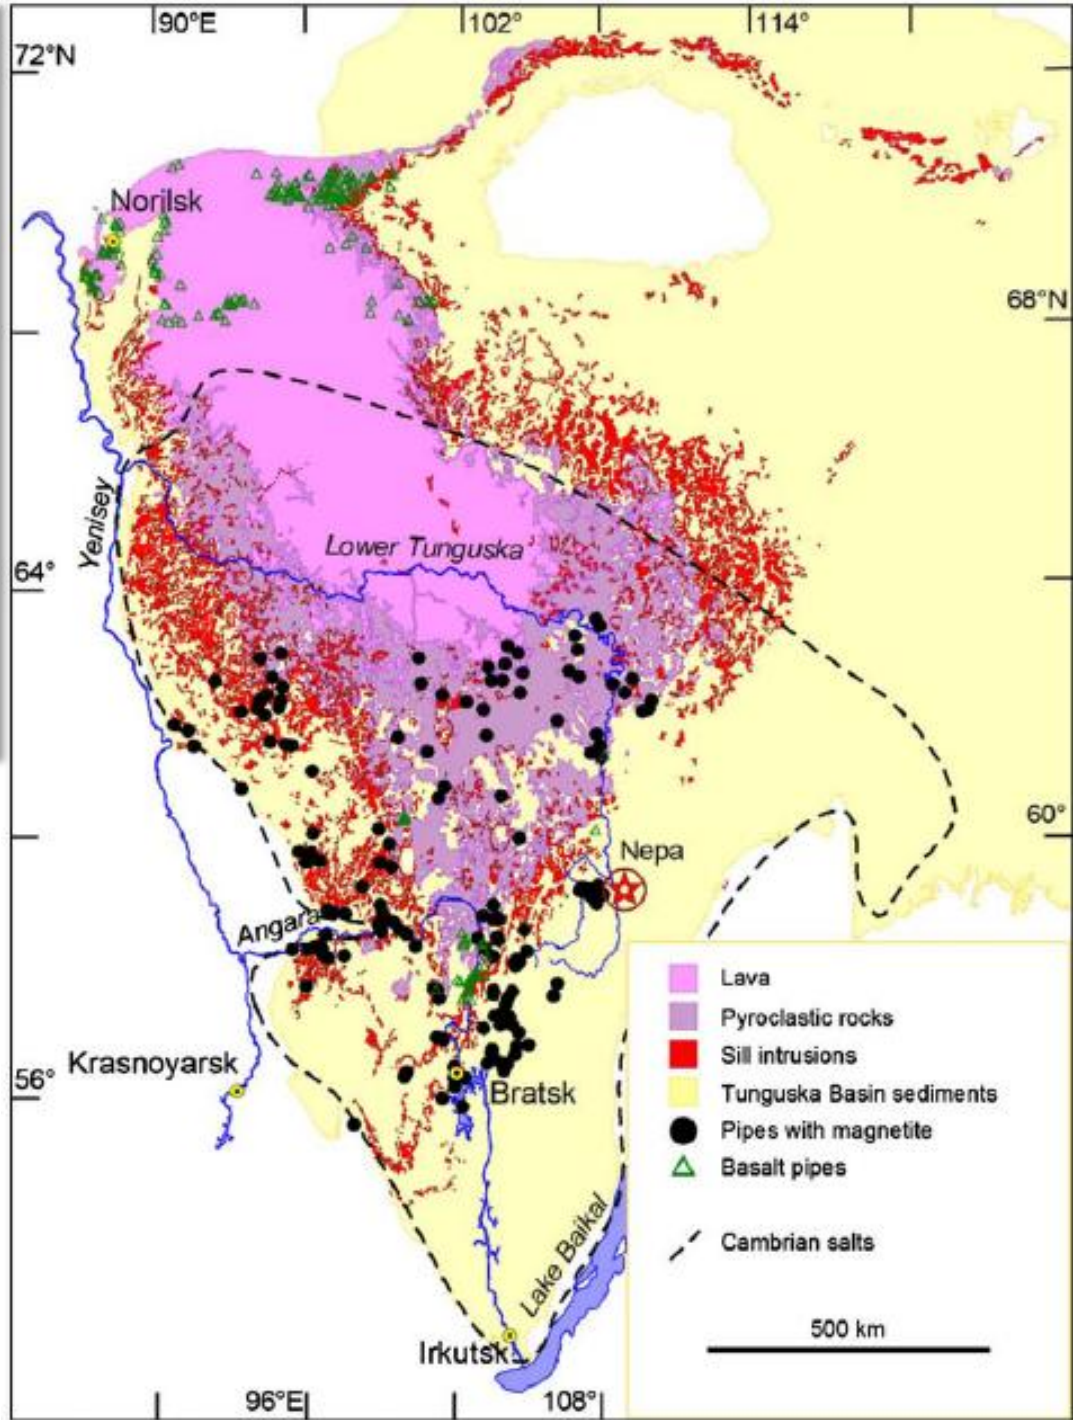 90°E
102°
114°
72°N
Norilsk
68°N
Yenisey
Lower Tunguska
64°
60°
Nepa
Angara
Lava
Pyroclastic rocks
Sill intrusions
Krasnoyarsk
56°
Bratsk
Tunguska Basin sediments
Pipes with magnetite
Basalt pipes
Lake Baikal
Cambrian salts
500 km
Irkutsk
96°E
108°